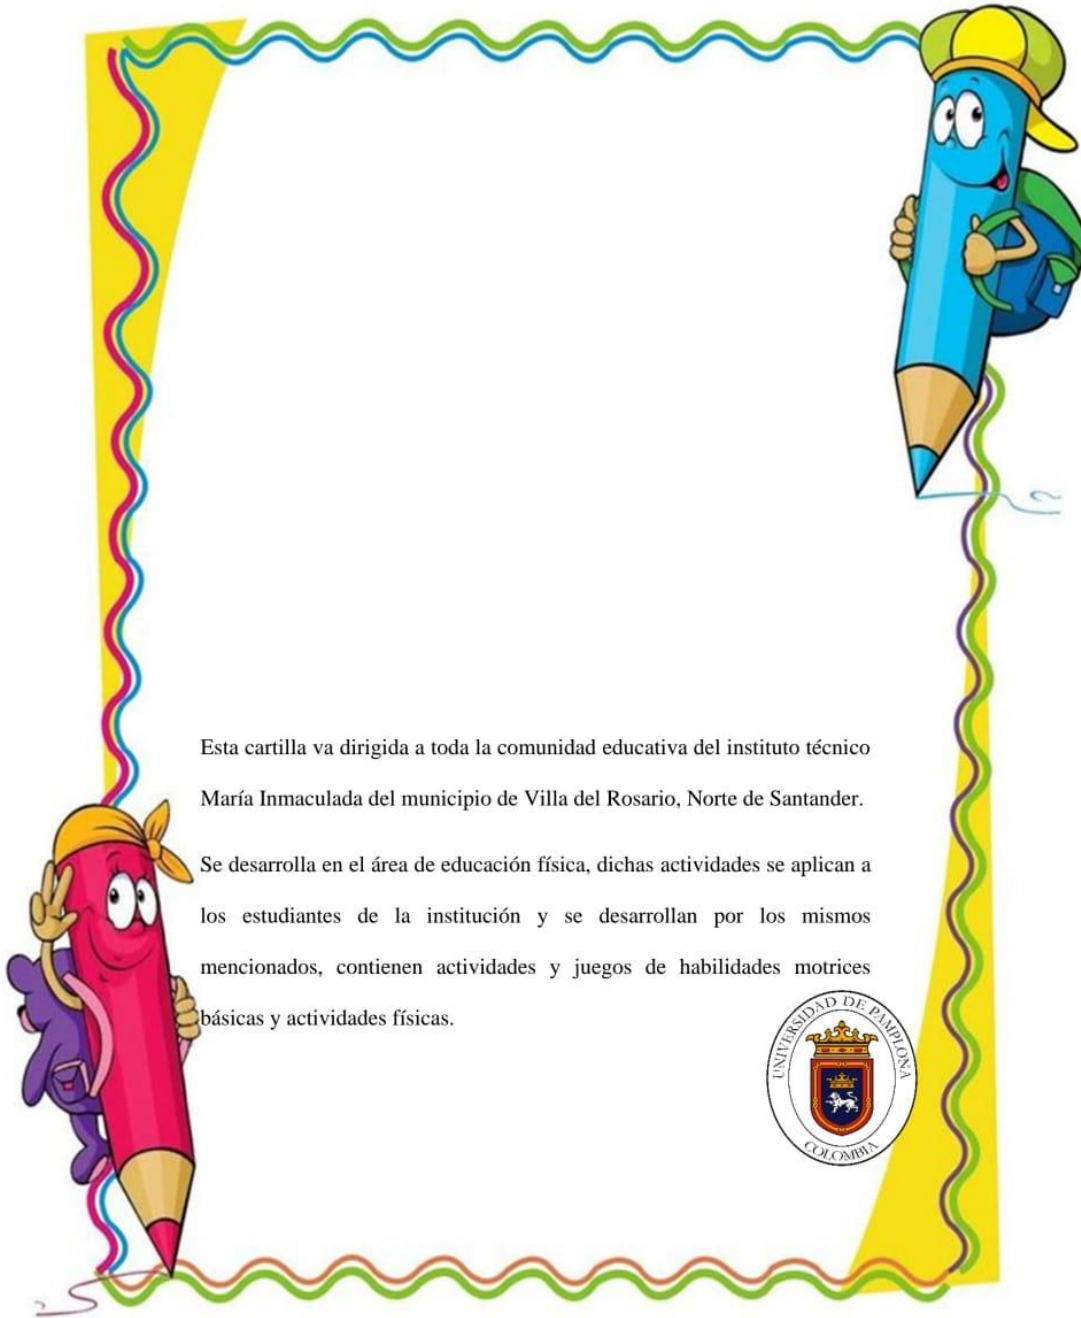 Esta cartilla va dirigida a toda la comunidad educativa del instituto técnico
María Inmaculada del municipio de Villa del Rosario, Norte de Santander.
Se desarrolla en el área de educación física, dichas actividades se aplican a
los estudiantes de la institución y se desarrollan por los mismos
mencionados, contienen actividades y juegos de habilidades motrices
básicas y actividades físicas.
UNIVERSIDAD DE PAMPLONA
COLOMBIA